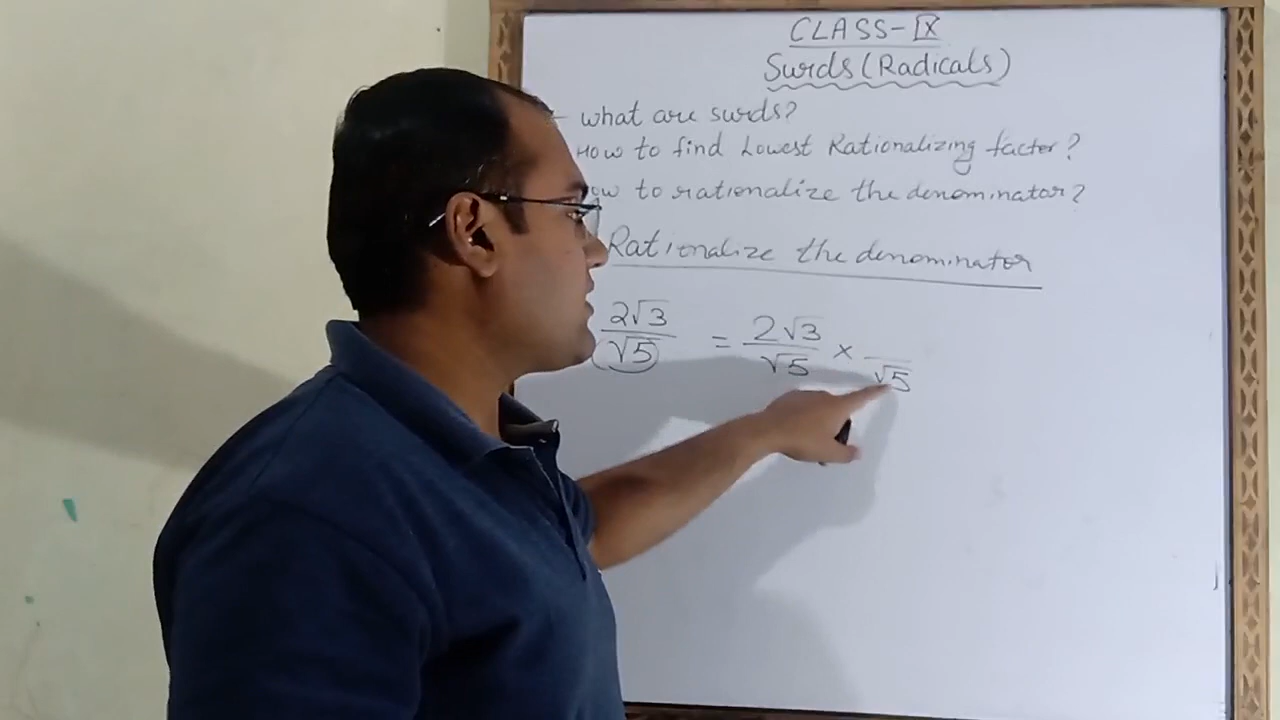 CLASS-IX
Surds (Radicals)
- what are surds?
How to find Lowest Rationalizing factor?
ow to rationalize the denominator?
Rationalize the denominator
2√3/√5 = 2√3/√5 × /√5